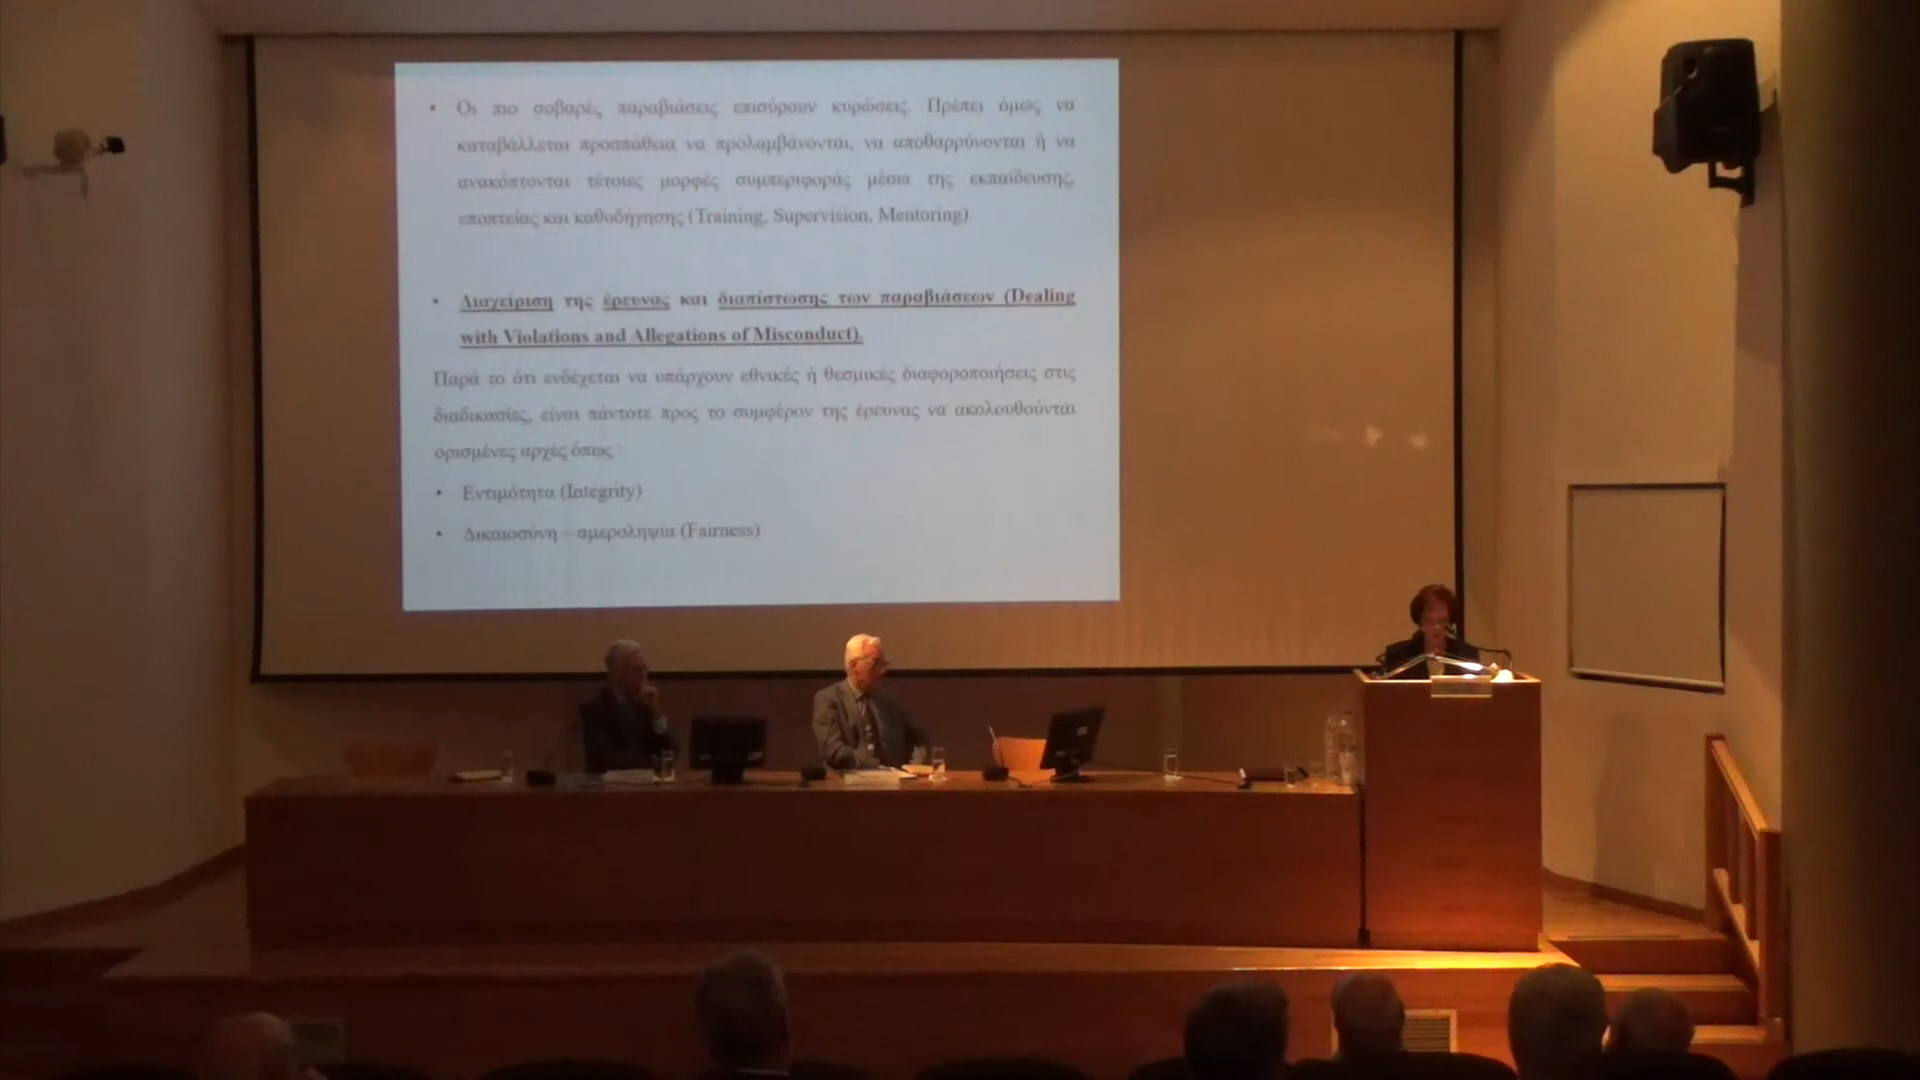 • Οι πιο σοβαρές παραβιάσεις επισύρουν κυρώσεις. Πρέπει όμως να
καταβάλλεται προσπάθεια να προλαμβάνονται, να αποθαρρύνονται ή να
ανακόπτονται τέτοιες μορφές συμπεριφοράς μέσω της εκπαίδευσης,
εποπτείας και καθοδήγησης (Training, Supervision, Mentoring).
• Διαχείριση της έρευνας και διαπίστωσης των παραβιάσεων (Dealing
with Violations and Allegations of Misconduct).
Παρά το ότι ενδέχεται να υπάρχουν εθνικές ή θεσμικές διαφοροποιήσεις στις
διαδικασίες, είναι πάντοτε προς το συμφέρον της έρευνας να ακολουθούνται
ορισμένες αρχές όπως :
• Εντιμότητα (Integrity)
• Δικαιοσύνη – αμεροληψία (Fairness)